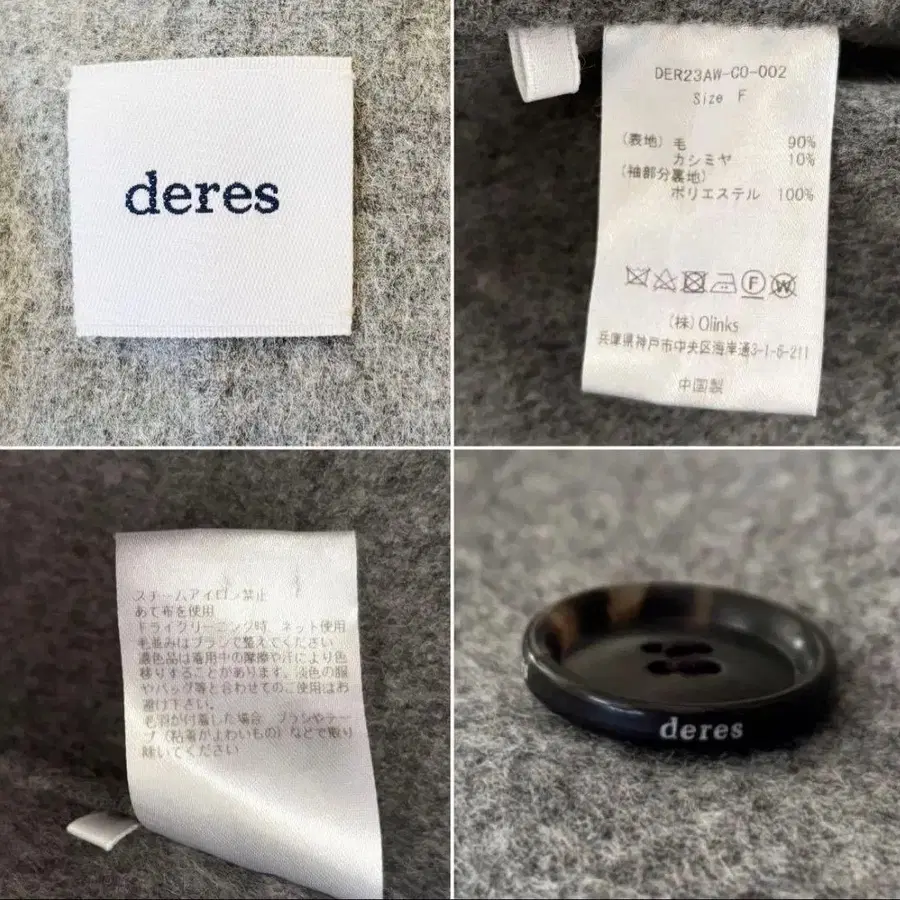 deres
DER23AW-CO-002
Size F
(表地) 毛 90%
カシミヤ 10%
(袖部分裏地)
ポリエステル 100%
F W
(株)Olinks
兵庫県神戸市中央区海岸通3-1-6-211
中国製
スチームアイロン禁止
あて布を使用
ドライクリーニング時、ネット使用
毛並みはブラシで整えてください
濃色品は着用中の摩擦や汗により色
移りすることがあります。淡色の服
やバッグ等と合わせてのご使用はお
避け下さい。
毛羽が付着した場合、ブラシやテー
プ(粘着がよわいもの)などで取り
除いてください
deres